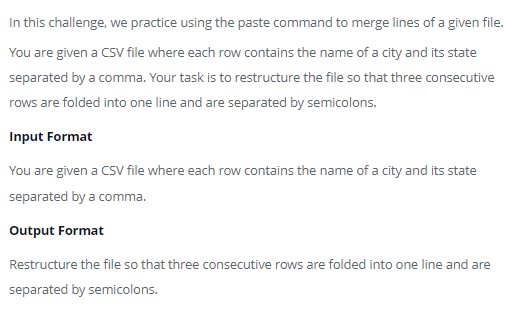 In this challenge, we practice using the paste command to merge lines of a given file.
You are given a CSV file where each row contains the name of a city and its state
separated by a comma. Your task is to restructure the file so that three consecutive
rows are folded into one line and are separated by semicolons.
Input Format
You are given a CSV file where each row contains the name of a city and its state
separated by a comma.
Output Format
Restructure the file so that three consecutive rows are folded into one line and are
separated by semicolons.